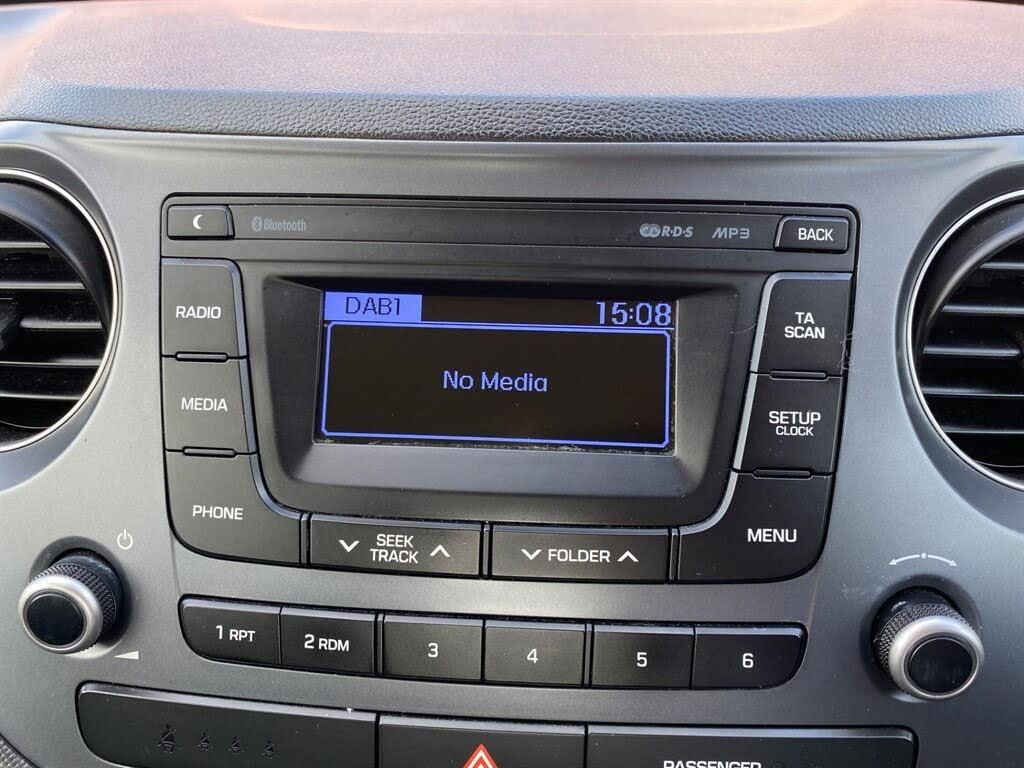 Bluetooth RDS MP3 BACK
DAB1 15:08
RADIO
TA
SCAN
No Media
MEDIA
SETUP
CLOCK
PHONE
MENU
SEEK
TRACK
FOLDER
1 RPT 2 RDM 3 4 5 6
PASSENGER